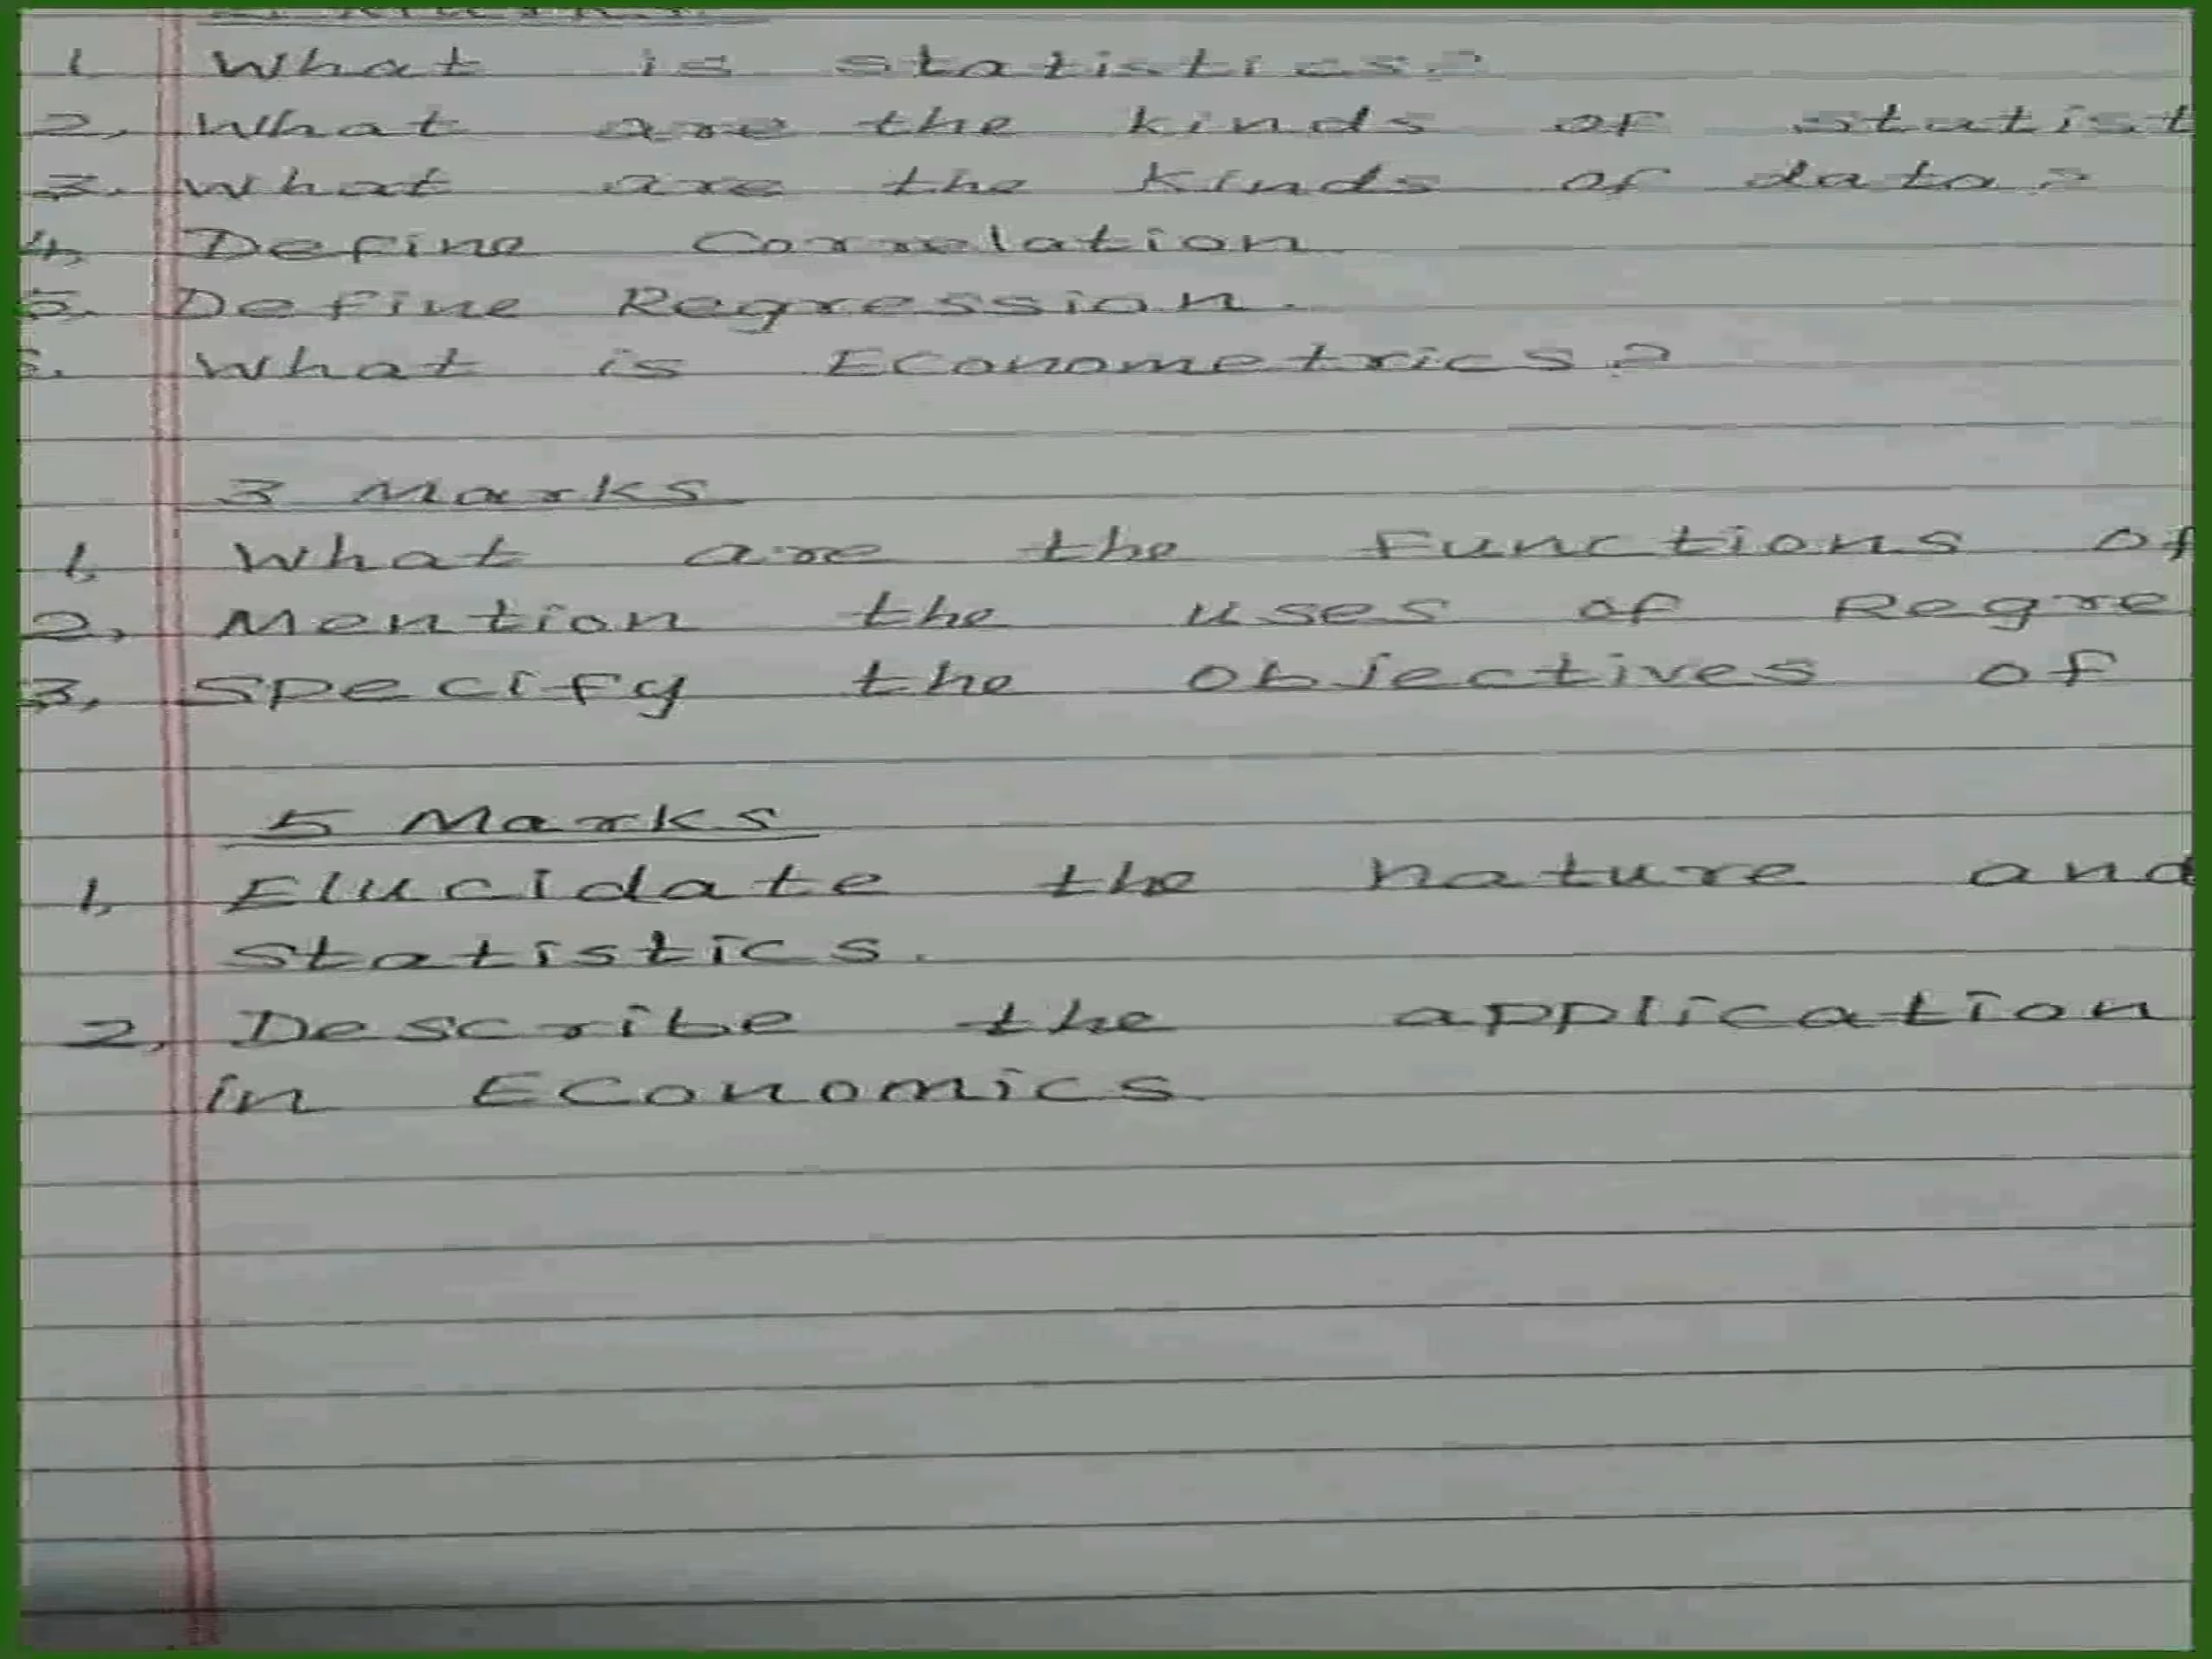 1 What is statistics?
2, What are the kinds of statist
3. What are the kinds of data?
4, Define Correlation
5. Define Regression.
6. What is Econometrics?
3 Marks
1, What are the Functions of
2, Mention the uses of Regre
3, Specify the objectives of
5 Marks
1, Elucidate the nature and
statistics.
2, Describe the application
in Economics